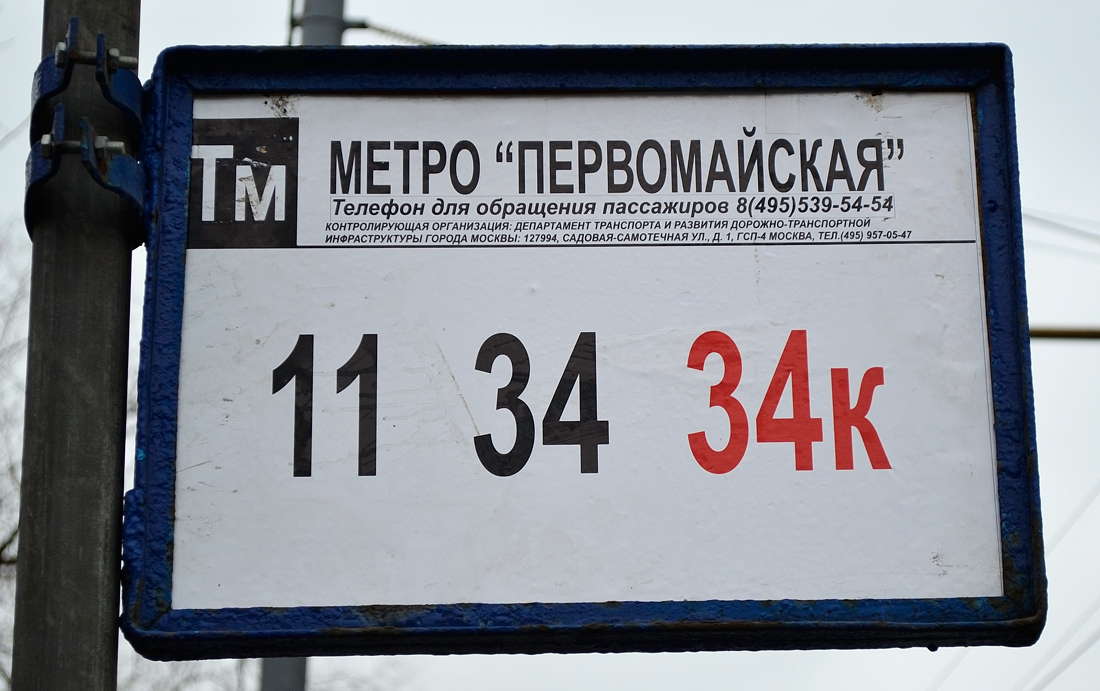 Тм
МЕТРО “ПЕРВОМАЙСКАЯ”
Телефон для обращения пассажиров 8(495)539-54-54
КОНТРОЛИРУЮЩАЯ ОРГАНИЗАЦИЯ: ДЕПАРТАМЕНТ ТРАНСПОРТА И РАЗВИТИЯ ДОРОЖНО-ТРАНСПОРТНОЙ
ИНФРАСТРУКТУРЫ ГОРОДА МОСКВЫ: 127994, САДОВАЯ-САМОТЕЧНАЯ УЛ., Д. 1, ГСП-4 МОСКВА, ТЕЛ.(495) 957-05-47
11 34 34к